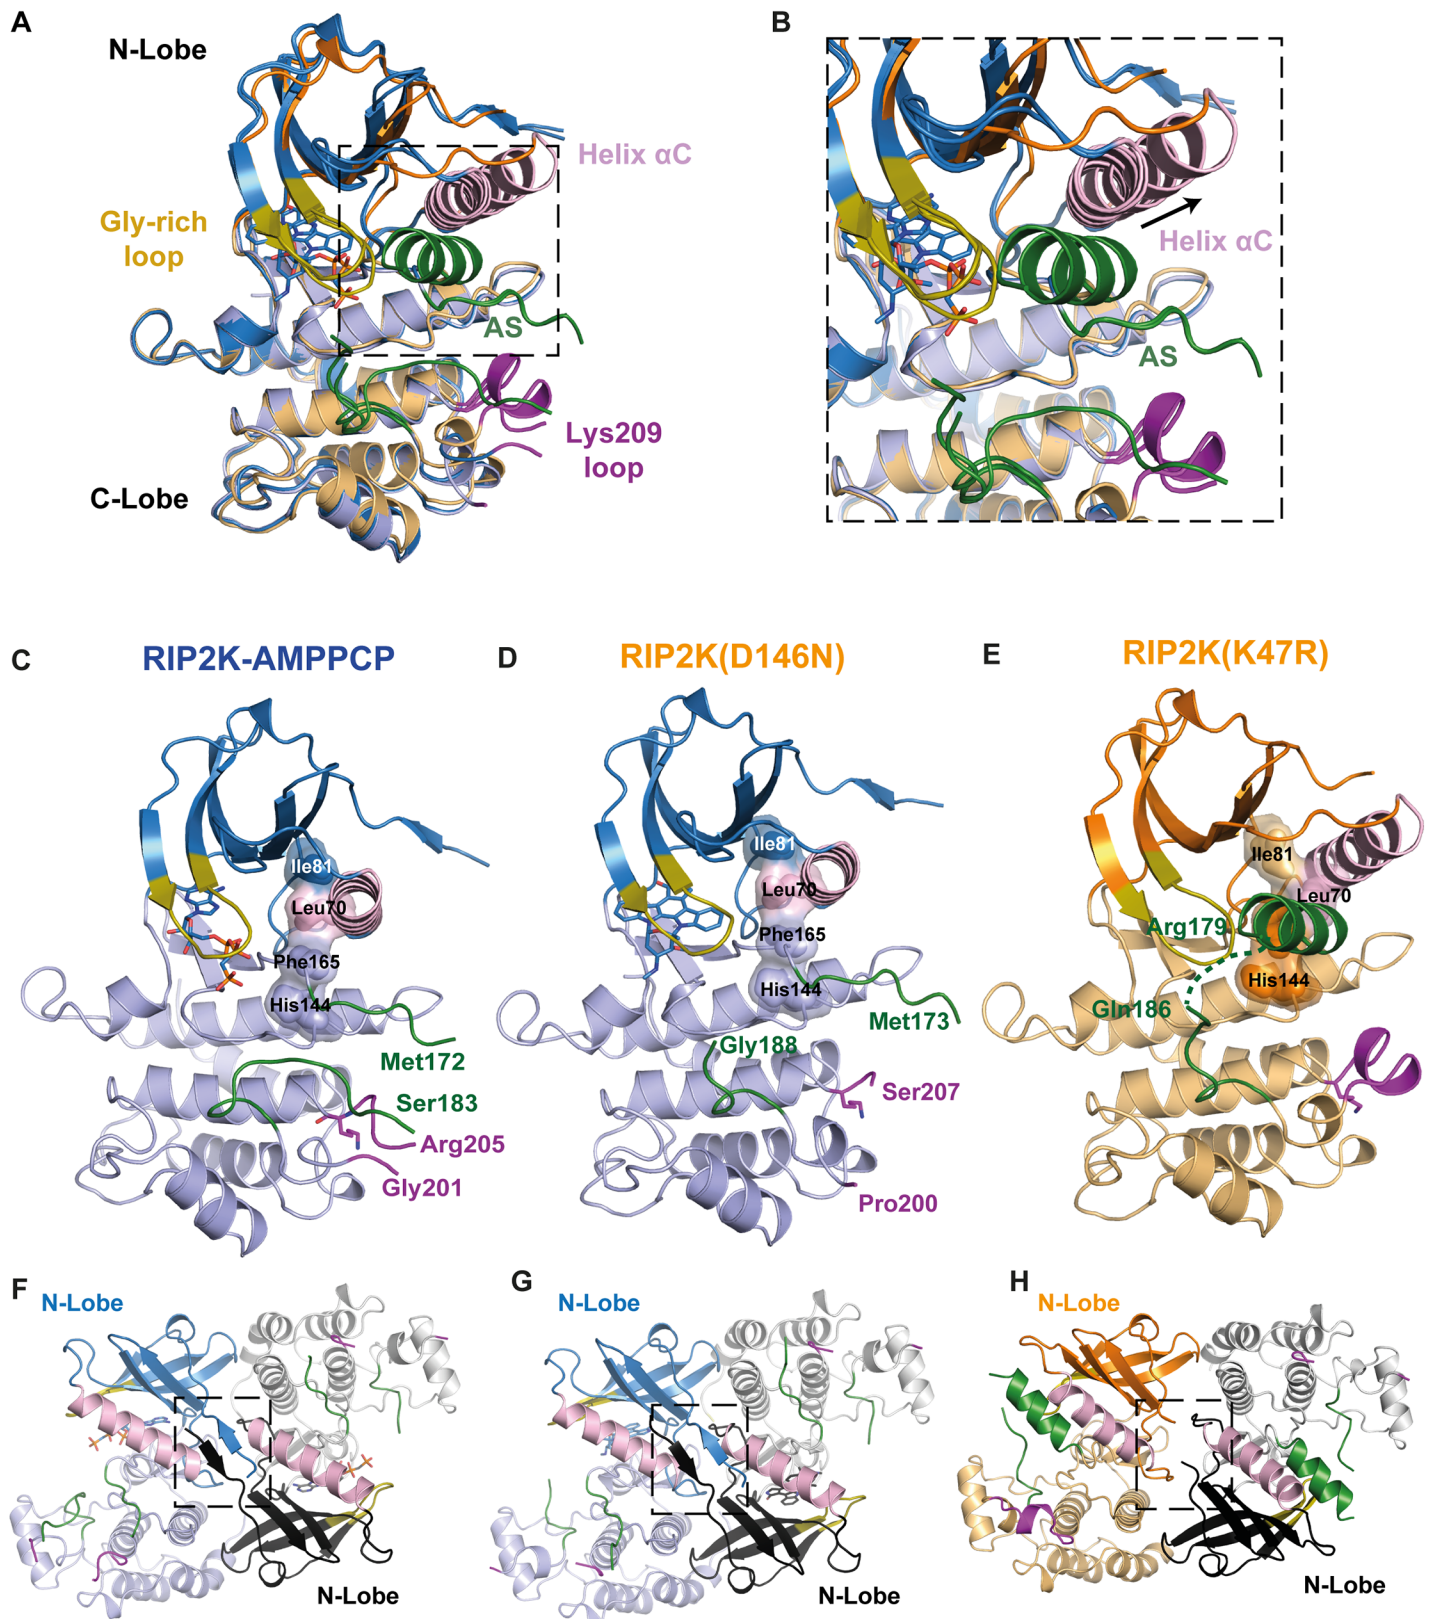 A
N-Lobe
Helix αC
Gly-rich
loop
AS
Lys209
loop
C-Lobe
B
Helix αC
AS
C
RIP2K-AMPPCP
Ile81
Leu70
Phe165
His144
Met172
Ser183
Arg205
Gly201
D
RIP2K(D146N)
Ile81
Leu70
Phe165
His144
Met173
Gly188
Ser207
Pro200
E
RIP2K(K47R)
Ile81
Leu70
Arg179
His144
Gln186
F
N-Lobe
N-Lobe
G
N-Lobe
N-Lobe
H
N-Lobe
N-Lobe